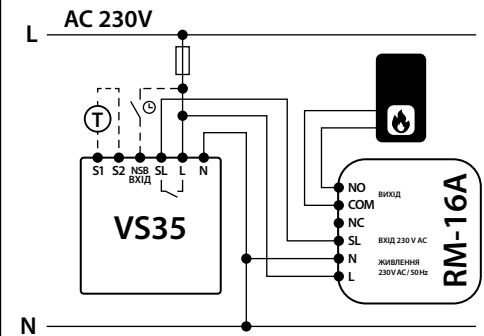 AC 230V
L
T
S1 S2 NSB SL L N
ВХІД
VS35
NO
COM
NC
SL
N
L
ВИХІД
ВХІД 230 V AC
ЖИВЛЕННЯ
230V AC/ 50Hz
RM-16A
N